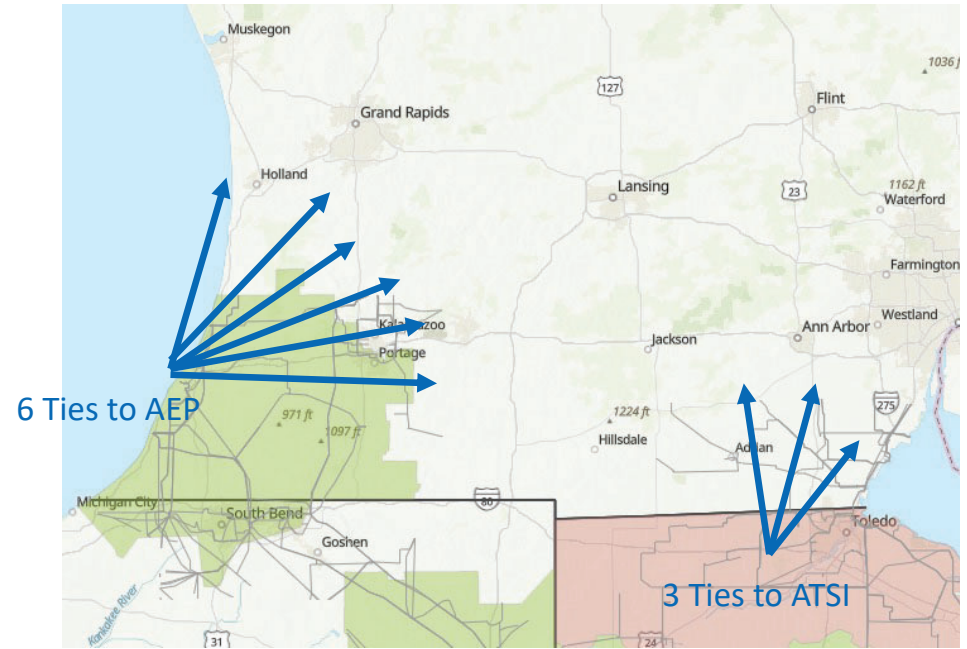 Muskegon
1036 f
127
Flint
Grand Rapids
Holland
Lansing
23
1162 ft
Waterford
Farmington
Westland
Kalamazoo
Ann Arbor
Jackson
Portage
275
6 Ties to AEP
971 ft
1224 ft
1097 ft
Hillsdale
Adrian
Michigan City
80
South Bend
Toledo
Goshen
3 Ties to ATSI
Kankakee River
31
24